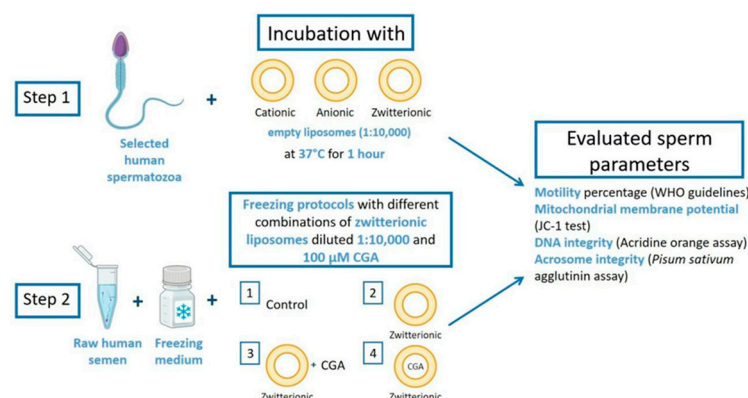 Incubation with
Step 1
+
Cationic
Anionic
Zwitterionic
empty liposomes (1:10,000)
at 37°C for 1 hour
Selected
human
spermatozoa
Evaluated sperm
parameters
Motility percentage (WHO guidelines)
Mitochondrial membrane potential
(JC-1 test)
DNA integrity (Acridine orange assay)
Acrosome integrity (Pisum sativum
agglutinin assay)
Freezing protocols with different
combinations of zwitterionic
liposomes diluted 1:10,000 and
100 µM CGA
Step 2
+
+
Raw human
semen
Freezing
medium
1
Control
2
Zwitterionic
3
+ CGA
Zwitterionic
4
CGA
Zwitterionic